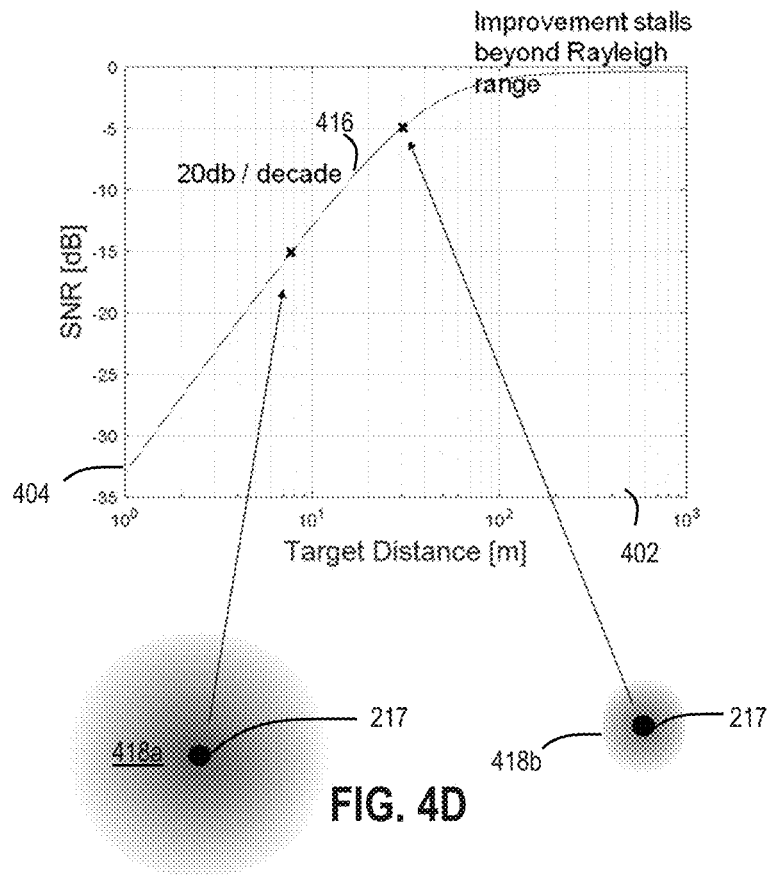 Improvement stalls
beyond Rayleigh
range
416
20db / decade
SNR [dB]
0
-5
-10
-15
-20
-25
-30
-35
404
10⁰
10¹
10²
10³
Target Distance [m]
402
217
418a
217
418b
FIG. 4D